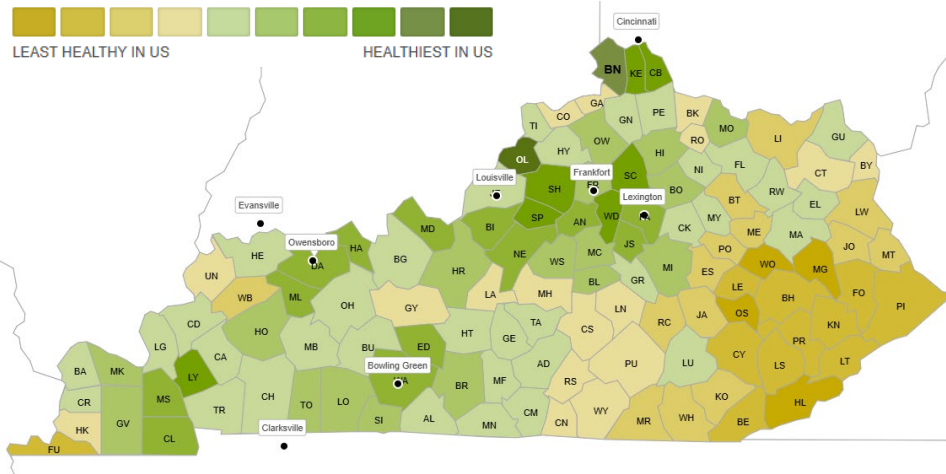 LEAST HEALTHY IN US HEALTHIEST IN US
Cincinnati
BN KE CB
GA
CO GN PE BK
TI OW RO MO LI GU
HY HI
OL NI FL CT BY
Louisville SH Frankfort SC
Lexington BO RW
EL
Evansville MD BI SP AN WD CK MY BT LW
HE Owensboro HA ME MA
DA BG NE WS MC JS PO JO MT
UN HR BL GR MI ES WO MG
WB ML LA MH LE BH FO PI
OH GY LN OS
CD HO RC JA KN
LG MB BU ED HT GE TA CS PR
CA CY LS LT
BA MK LY Bowling Green AD PU LU
MS BR MF RS
CR TR CH TO LO KO HL
HK GV SI AL CM WY MR WH BE
FU CL MN CN
Clarksville